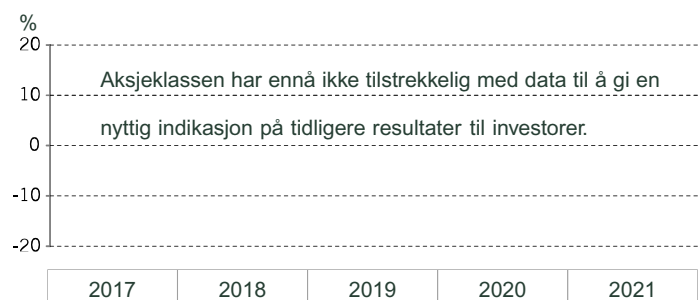 %
20
Aksjeklassen har ennå ikke tilstrekkelig med data til å gi en
10
nyttig indikasjon på tidligere resultater til investorer.
0
-10
-20
2017 2018 2019 2020 2021